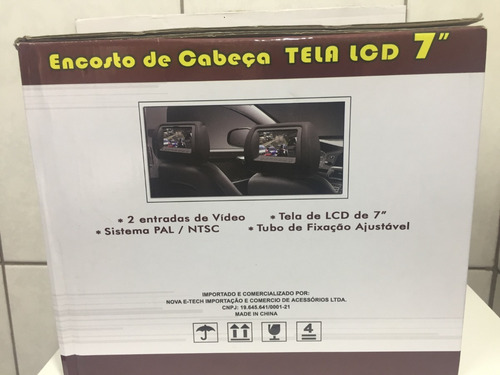 Encosto de Cabeça TELA LCD 7"
* 2 entradas de Vídeo
* Tela de LCD de 7"
* Sistema PAL / NTSC
* Tubo de Fixação Ajustável
IMPORTADO E COMERCIALIZADO POR:
NOVA E-TECH IMPORTAÇÃO E COMERCIO DE ACESSÓRIOS LTDA.
CNPJ: 19.645.641/0001-21
MADE IN CHINA
4